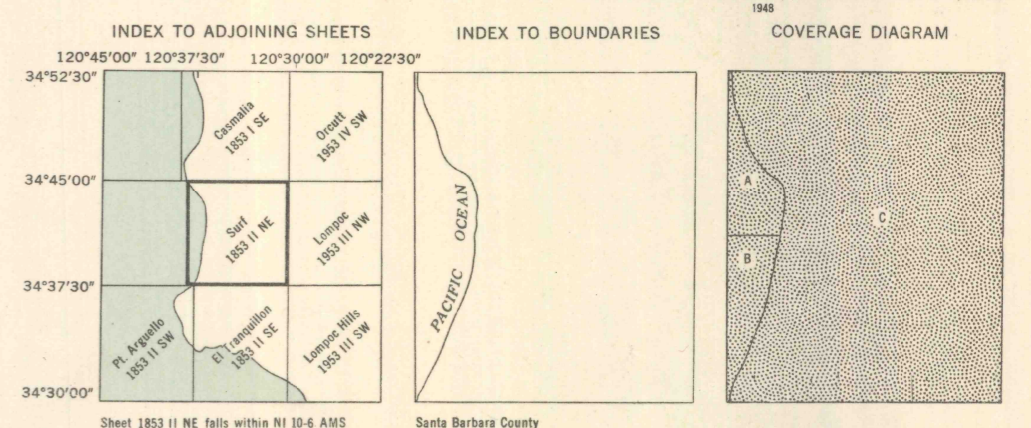 1948
INDEX TO ADJOINING SHEETS
120°45'00" 120°37'30" 120°30'00" 120°22'30"
34°52'30"
34°45'00"
34°37'30"
34°30'00"
Casmalia
1853 I SE
Orcutt
1953 IV SW
Surf
1853 II NE
Lompoc
1953 III NW
Pt. Arguello
1853 II SW
El Tranquillon
1853 II SE
Lompoc Hills
1953 III SW
Sheet 1853 II NE falls within NI 10-6 AMS
INDEX TO BOUNDARIES
PACIFIC OCEAN
Santa Barbara County
COVERAGE DIAGRAM
A
B
C